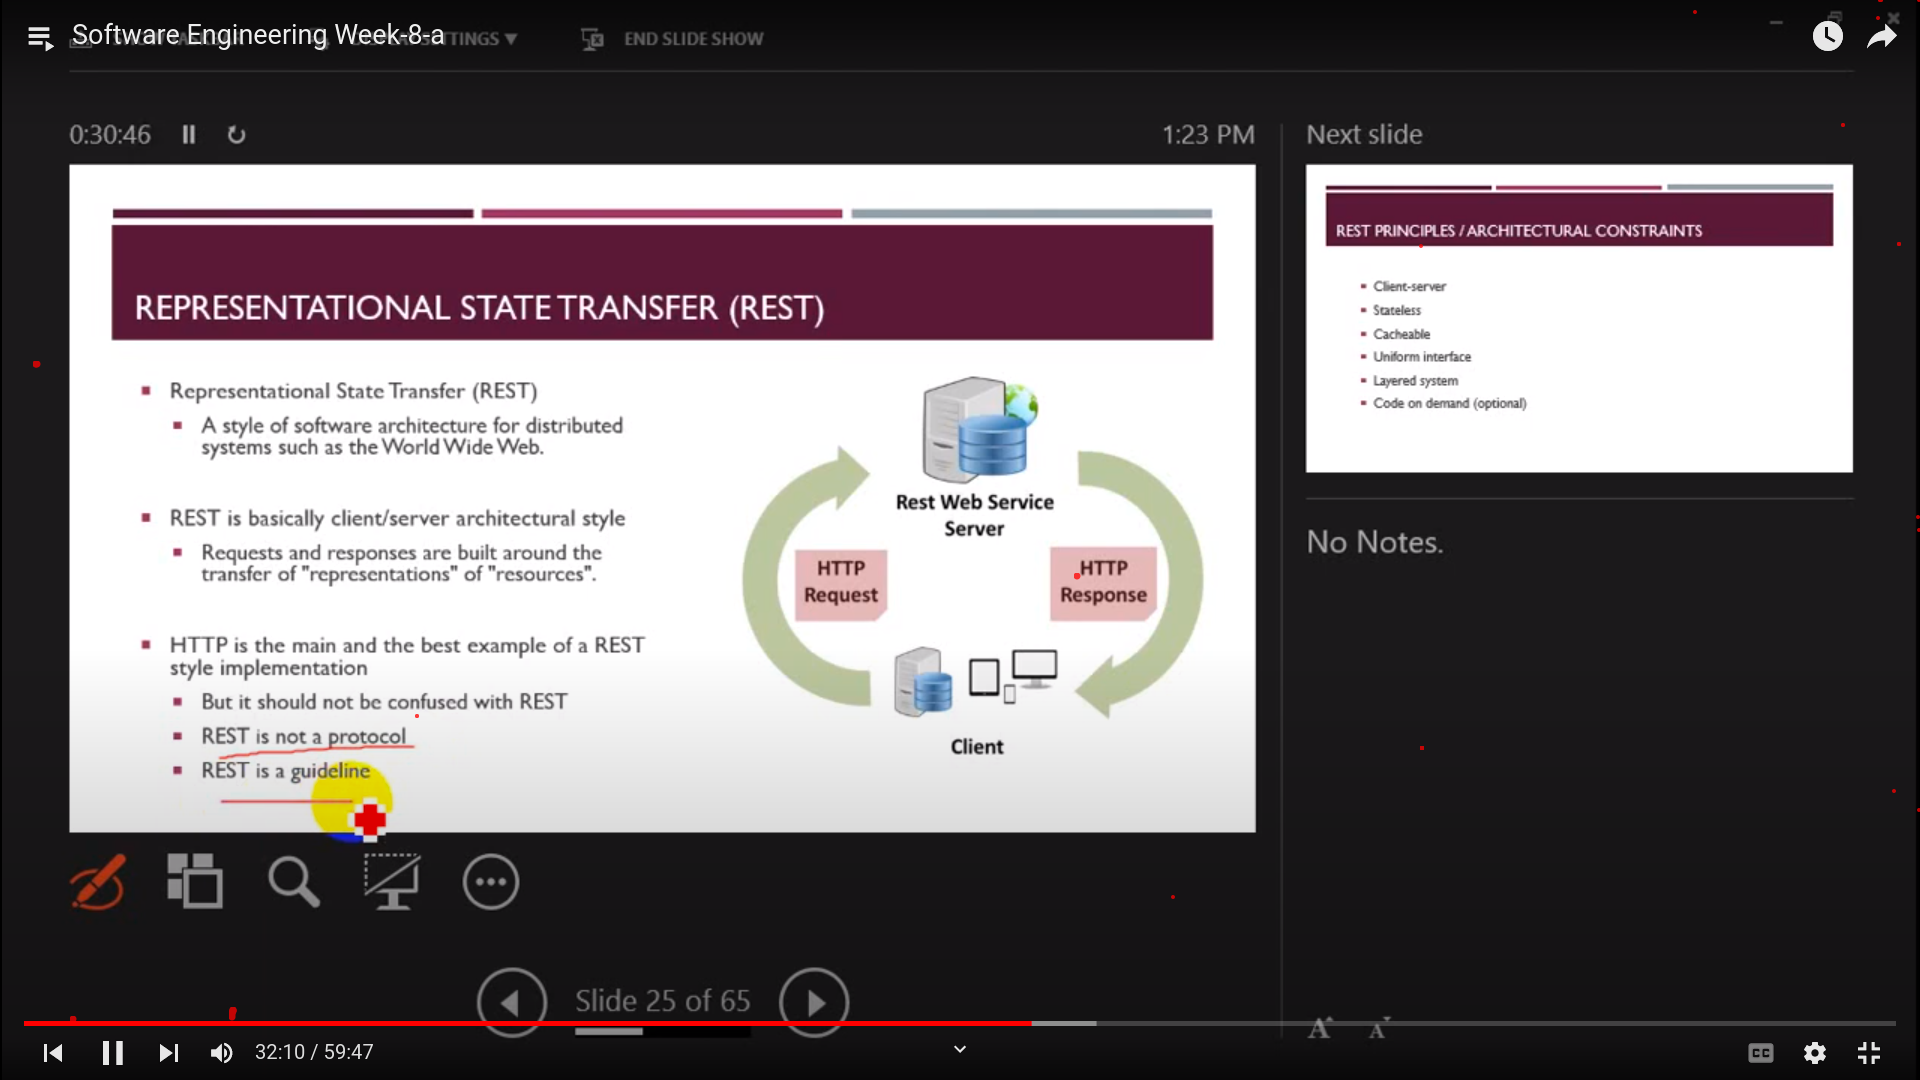 Software Engineering Week-8-a
SETTINGS
END SLIDE SHOW
0:30:46
1:23 PM
Next slide
REPRESENTATIONAL STATE TRANSFER (REST)
Representational State Transfer (REST)
A style of software architecture for distributed
systems such as the World Wide Web.
REST is basically client/server architectural style
Requests and responses are built around the
transfer of "representations" of "resources".
HTTP is the main and the best example of a REST
style implementation
But it should not be confused with REST
REST is not a protocol
REST is a guideline
Rest Web Service
Server
HTTP
Request
HTTP
Response
Client
REST PRINCIPLES / ARCHITECTURAL CONSTRAINTS
Client-server
Stateless
Cacheable
Uniform interface
Layered system
Code on demand (optional)
No Notes.
Slide 25 of 65
A A
32:10 / 59:47
CC